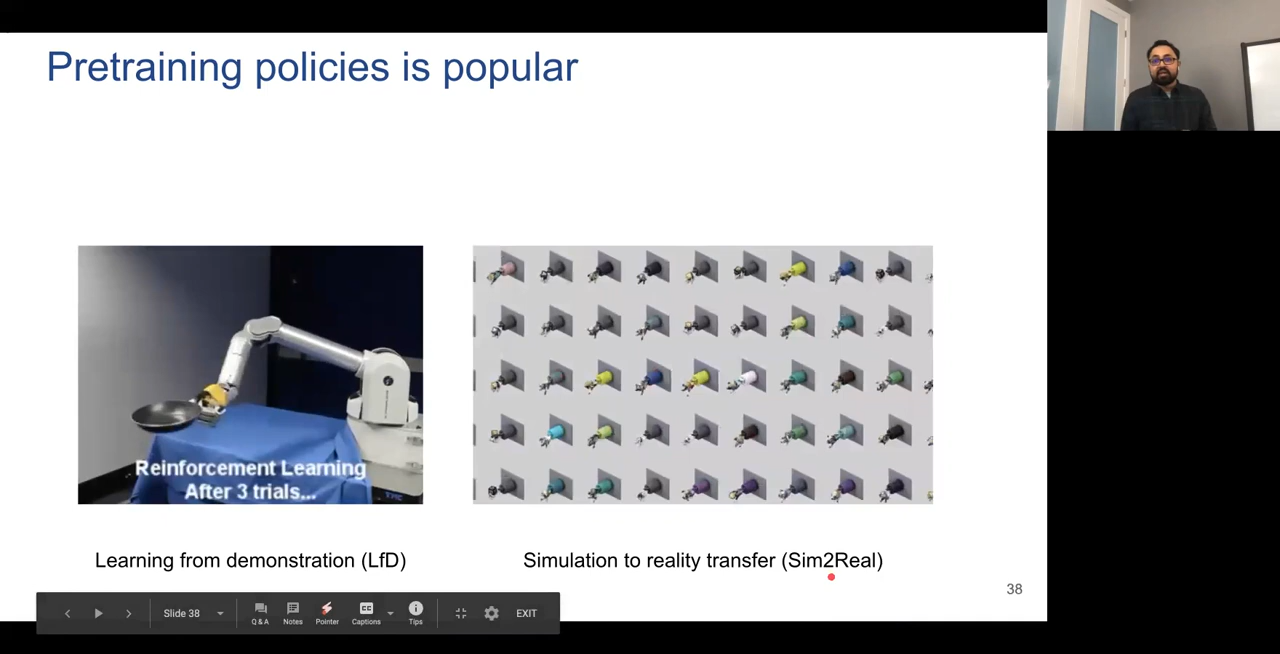 Pretraining policies is popular
Reinforcement Learning
After 3 trials...
Learning from demonstration (LfD)
Simulation to reality transfer (Sim2Real)
38
Slide 38
Q & A
Notes
Pointer
CC
Captions
Tips
EXIT